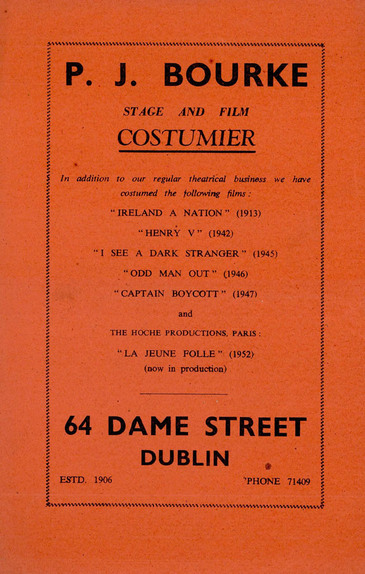 P. J. BOURKE
STAGE AND FILM
COSTUMIER
In addition to our regular theatrical business we have
costumed the following films :
"IRELAND A NATION" (1913)
"HENRY V" (1942)
"I SEE A DARK STRANGER" (1945)
"ODD MAN OUT" (1946)
"CAPTAIN BOYCOTT" (1947)
and
THE HOCHE PRODUCTIONS, PARIS :
"LA JEUNE FOLLE" (1952)
(now in production)
64 DAME STREET
DUBLIN
ESTD. 1906 'PHONE 71409